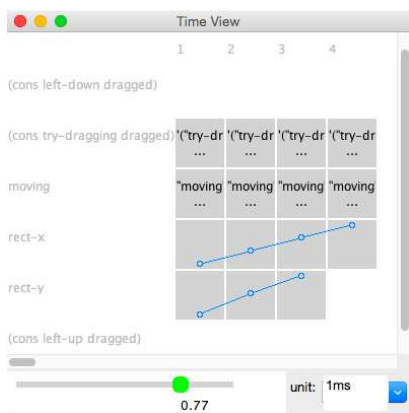 Time View
1 2 3 4
(cons left-down dragged)
(cons try-dragging dragged) '("try-dr '("try-dr '("try-dr '("try-dr
... ... ... ...
moving "moving "moving "moving "moving
... ... ... ...
rect-x
rect-y
(cons left-up dragged)
unit: 1ms
0.77